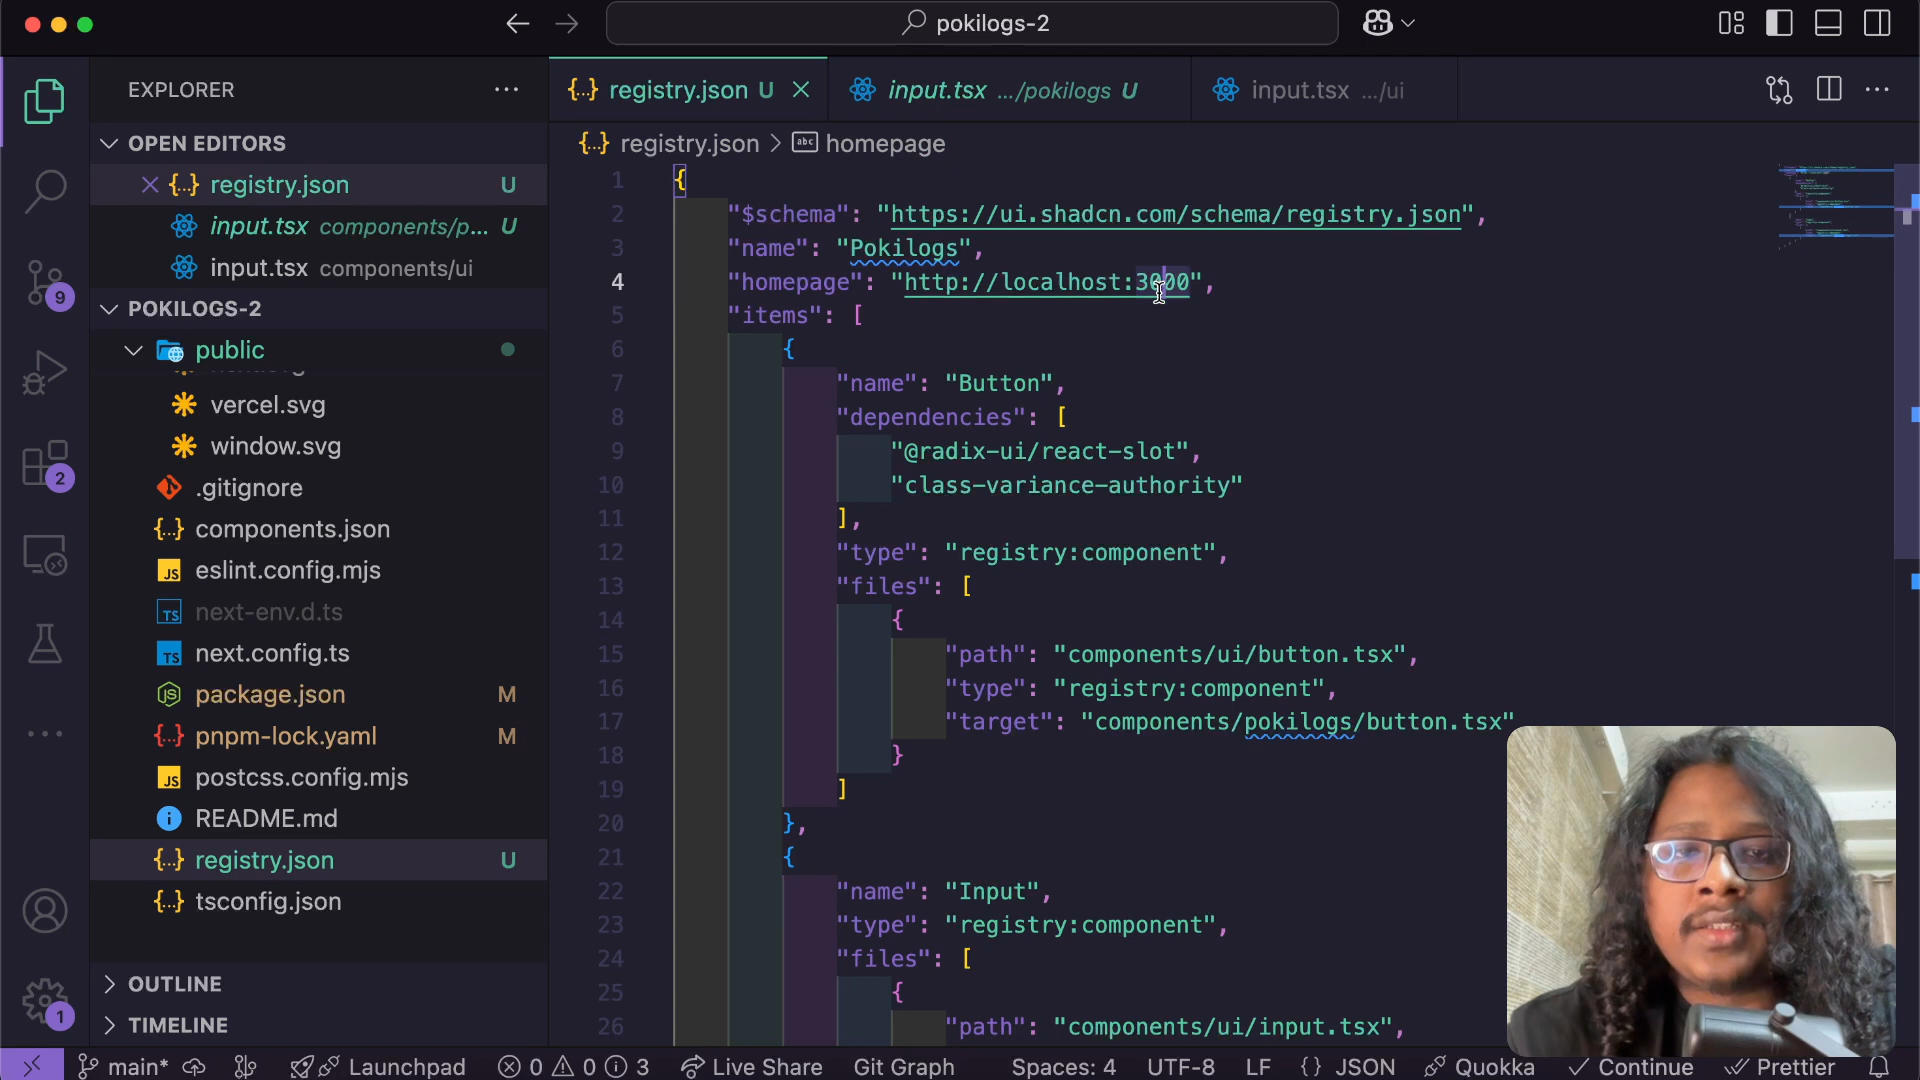 pokilogs-2
EXPLORER
OPEN EDITORS
registry.json U
input.tsx components/p... U
input.tsx components/ui
POKILOGS-2
public
vercel.svg
window.svg
.gitignore
components.json
eslint.config.mjs
next-env.d.ts
next.config.ts
package.json M
pnpm-lock.yaml M
postcss.config.mjs
README.md
registry.json U
tsconfig.json
OUTLINE
TIMELINE
9
2
1
registry.json U
input.tsx .../pokilogs U
input.tsx .../ui
registry.json > homepage
1 {
2 "$schema": "https://ui.shadcn.com/schema/registry.json",
3 "name": "Pokilogs",
4 "homepage": "http://localhost:3000",
5 "items": [
6 {
7 "name": "Button",
8 "dependencies": [
9 "@radix-ui/react-slot",
10 "class-variance-authority"
11 ],
12 "type": "registry:component",
13 "files": [
14 {
15 "path": "components/ui/button.tsx",
16 "type": "registry:component",
17 "target": "components/pokilogs/button.tsx"
18 }
19 ]
20 },
21 {
22 "name": "Input",
23 "type": "registry:component",
24 "files": [
25 {
26 "path": "components/ui/input.tsx",
main* Launchpad 0 0 3 Live Share Git Graph Spaces: 4 UTF-8 LF {} JSON Quokka Continue Prettier